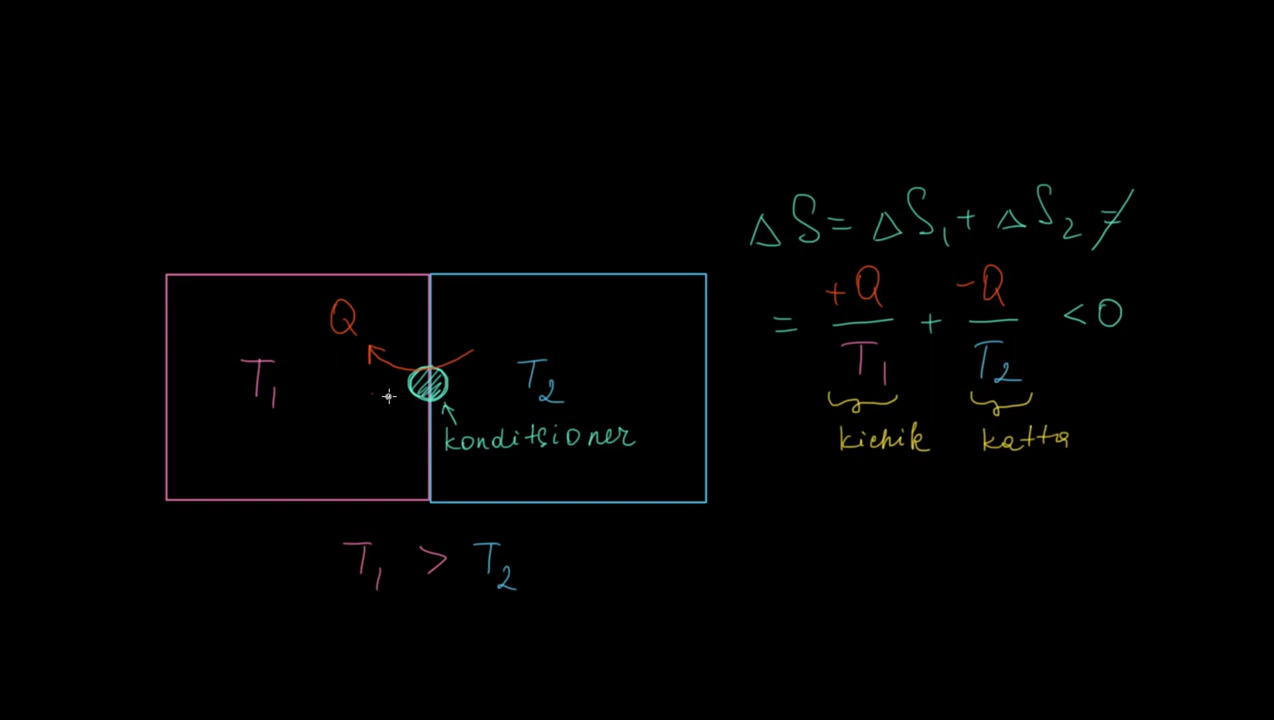 ΔS = ΔS₁ + ΔS₂ ≠
= +Q/T₁ + -Q/T₂ < 0
kichik katta
Q
T₁ T₂
konditsioner
T₁ > T₂